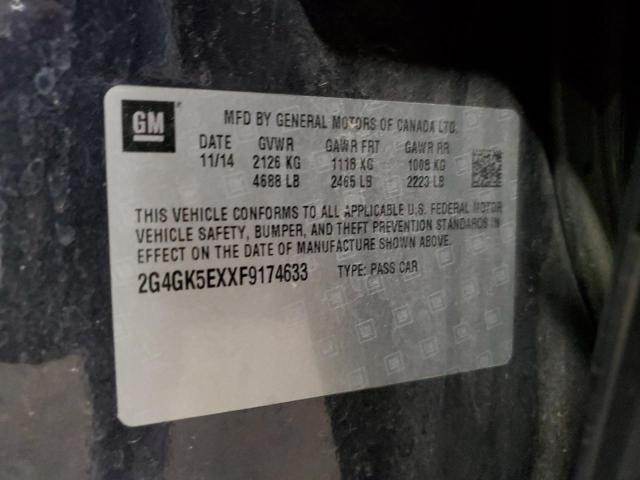 GM
MFD BY GENERAL MOTORS OF CANADA LTD.
DATE GVWR GAWR FRT GAWR RR
11/14 2126 KG 1118 KG 1008 KG
4688 LB 2465 LB 2223 LB
THIS VEHICLE CONFORMS TO ALL APPLICABLE U.S. FEDERAL MOTOR
VEHICLE SAFETY, BUMPER, AND THEFT PREVENTION STANDARDS IN
EFFECT ON THE DATE OF MANUFACTURE SHOWN ABOVE.
2G4GK5EXXF9174633 TYPE: PASS CAR